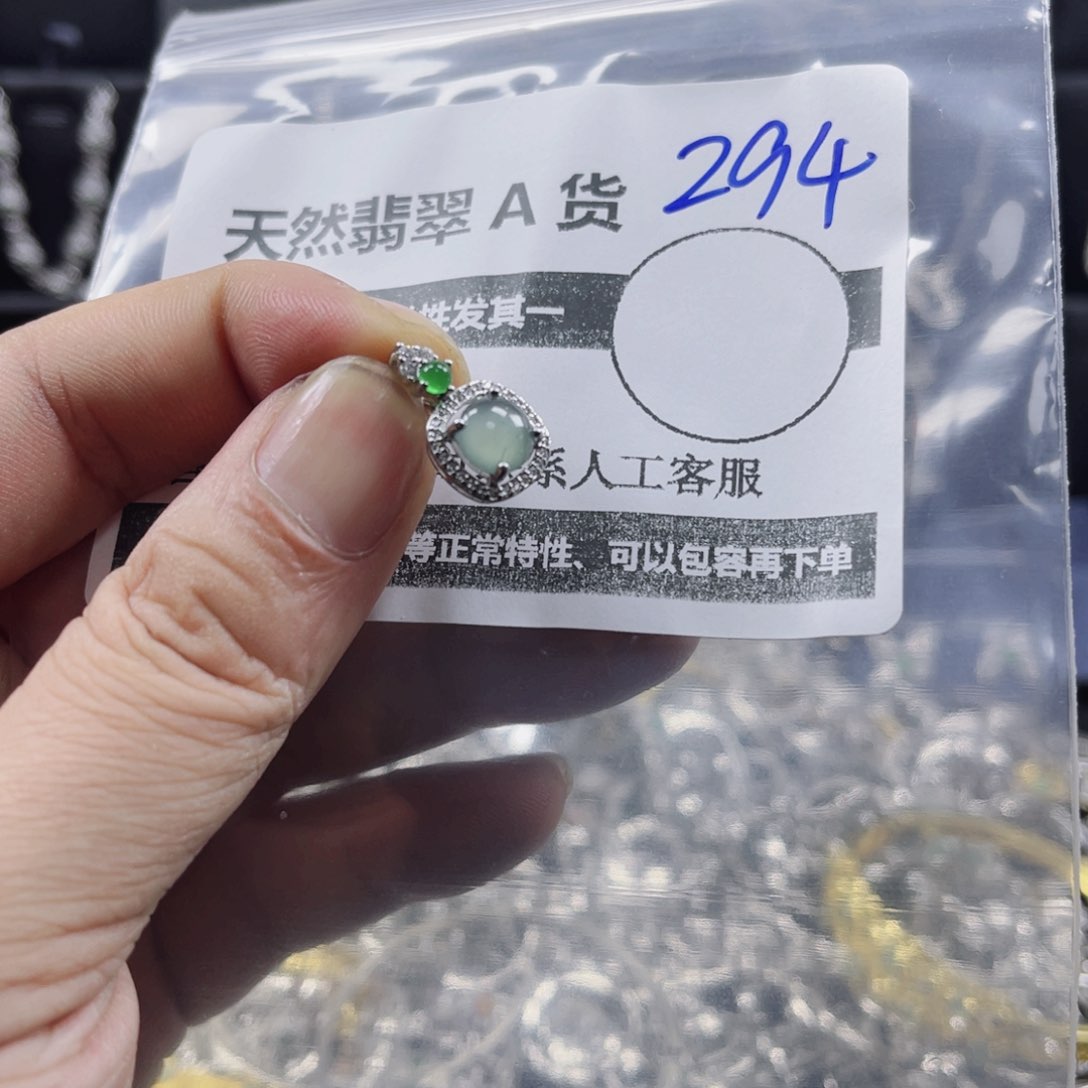 天然翡翠 A 货
294
性发其一
系人工客服
等正常特性、可以包容再下单